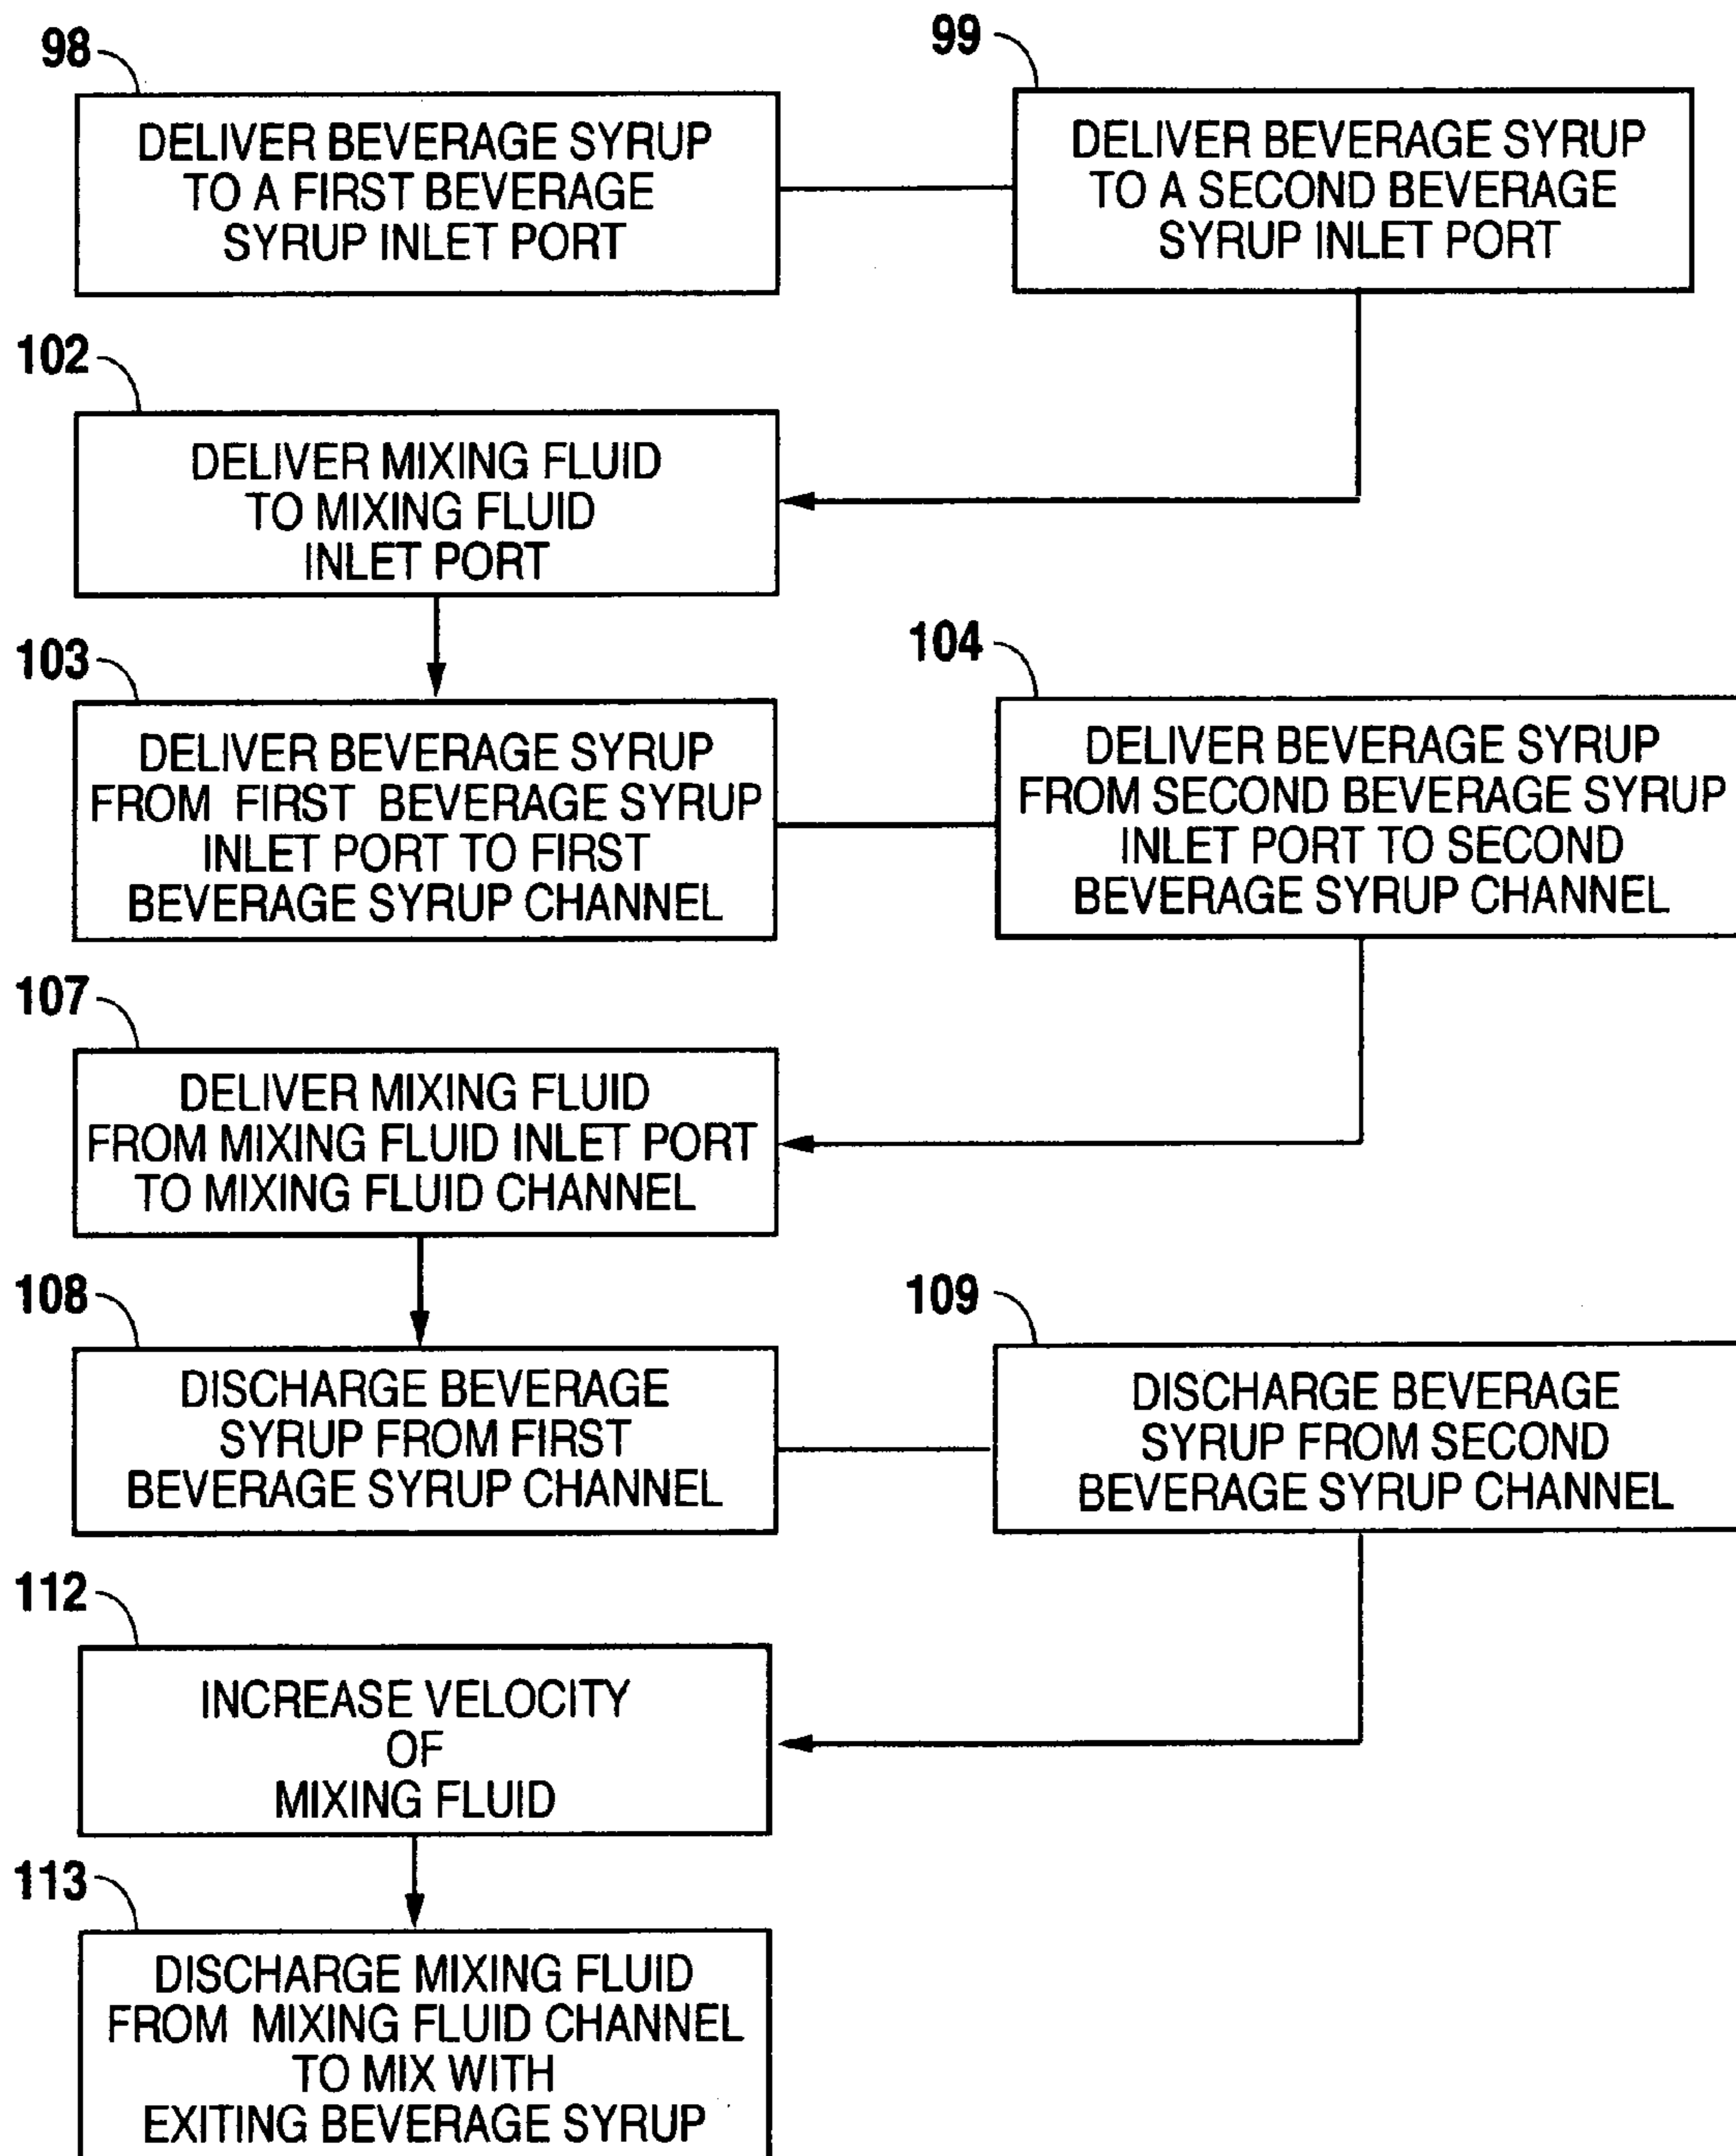 98
DELIVER BEVERAGE SYRUP
TO A FIRST BEVERAGE
SYRUP INLET PORT
99
DELIVER BEVERAGE SYRUP
TO A SECOND BEVERAGE
SYRUP INLET PORT
102
DELIVER MIXING FLUID
TO MIXING FLUID
INLET PORT
103
DELIVER BEVERAGE SYRUP
FROM FIRST BEVERAGE SYRUP
INLET PORT TO FIRST
BEVERAGE SYRUP CHANNEL
104
DELIVER BEVERAGE SYRUP
FROM SECOND BEVERAGE SYRUP
INLET PORT TO SECOND
BEVERAGE SYRUP CHANNEL
107
DELIVER MIXING FLUID
FROM MIXING FLUID INLET PORT
TO MIXING FLUID CHANNEL
108
DISCHARGE BEVERAGE
SYRUP FROM FIRST
BEVERAGE SYRUP CHANNEL
109
DISCHARGE BEVERAGE
SYRUP FROM SECOND
BEVERAGE SYRUP CHANNEL
112
INCREASE VELOCITY
OF
MIXING FLUID
113
DISCHARGE MIXING FLUID
FROM MIXING FLUID CHANNEL
TO MIX WITH
EXITING BEVERAGE SYRUP